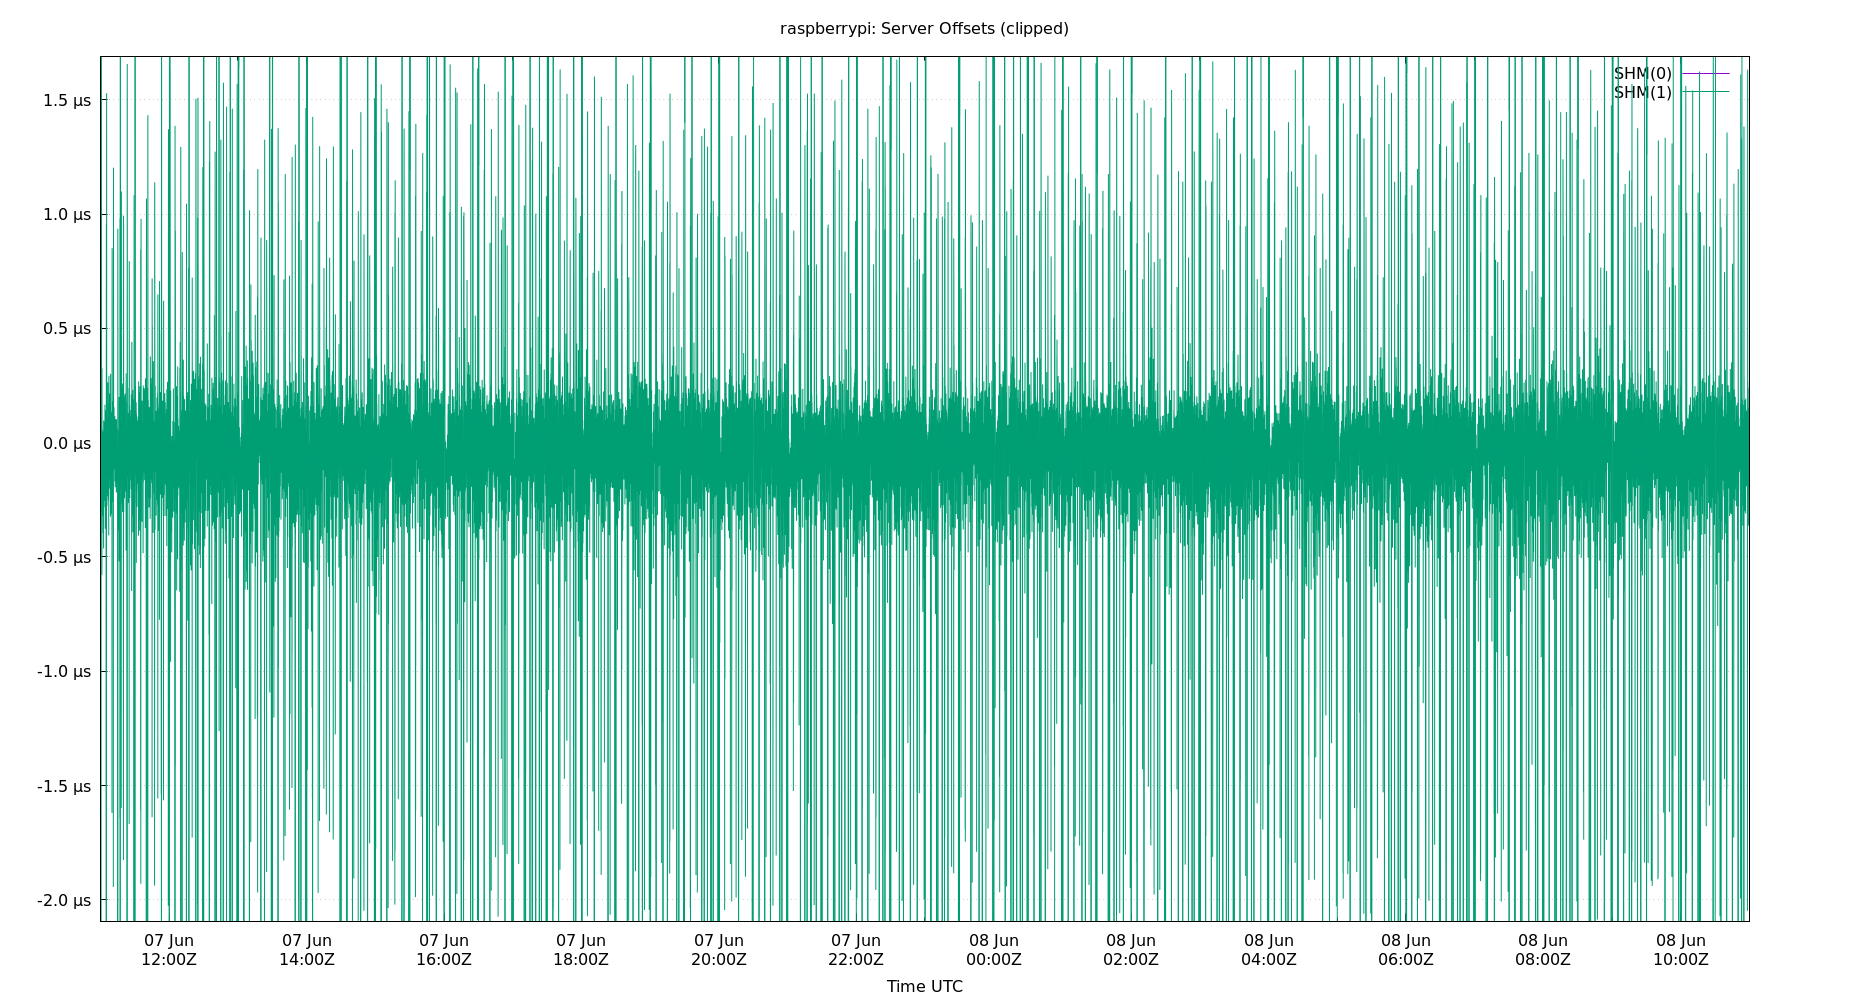 raspberrypi: Server Offsets (clipped)
SHM(0)
SHM(1)
1.5 µs
1.0 µs
0.5 µs
0.0 µs
-0.5 µs
-1.0 µs
-1.5 µs
-2.0 µs
07 Jun 07 Jun 07 Jun 07 Jun 07 Jun 07 Jun 08 Jun 08 Jun 08 Jun 08 Jun 08 Jun 08 Jun
12:00Z 14:00Z 16:00Z 18:00Z 20:00Z 22:00Z 00:00Z 02:00Z 04:00Z 06:00Z 08:00Z 10:00Z
Time UTC